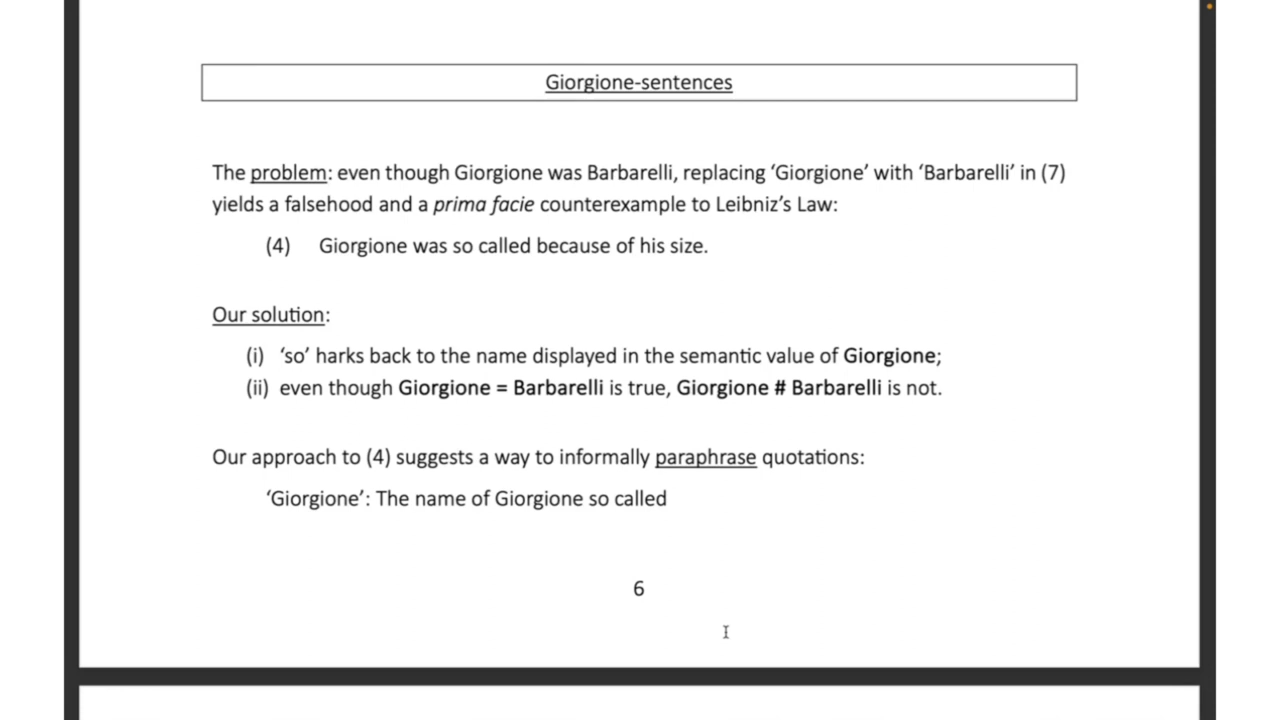 Giorgione-sentences
The problem: even though Giorgione was Barbarelli, replacing ‘Giorgione’ with ‘Barbarelli’ in (7)
yields a falsehood and a prima facie counterexample to Leibniz’s Law:
(4) Giorgione was so called because of his size.
Our solution:
(i) ‘so’ harks back to the name displayed in the semantic value of Giorgione;
(ii) even though Giorgione = Barbarelli is true, Giorgione # Barbarelli is not.
Our approach to (4) suggests a way to informally paraphrase quotations:
‘Giorgione’: The name of Giorgione so called
6